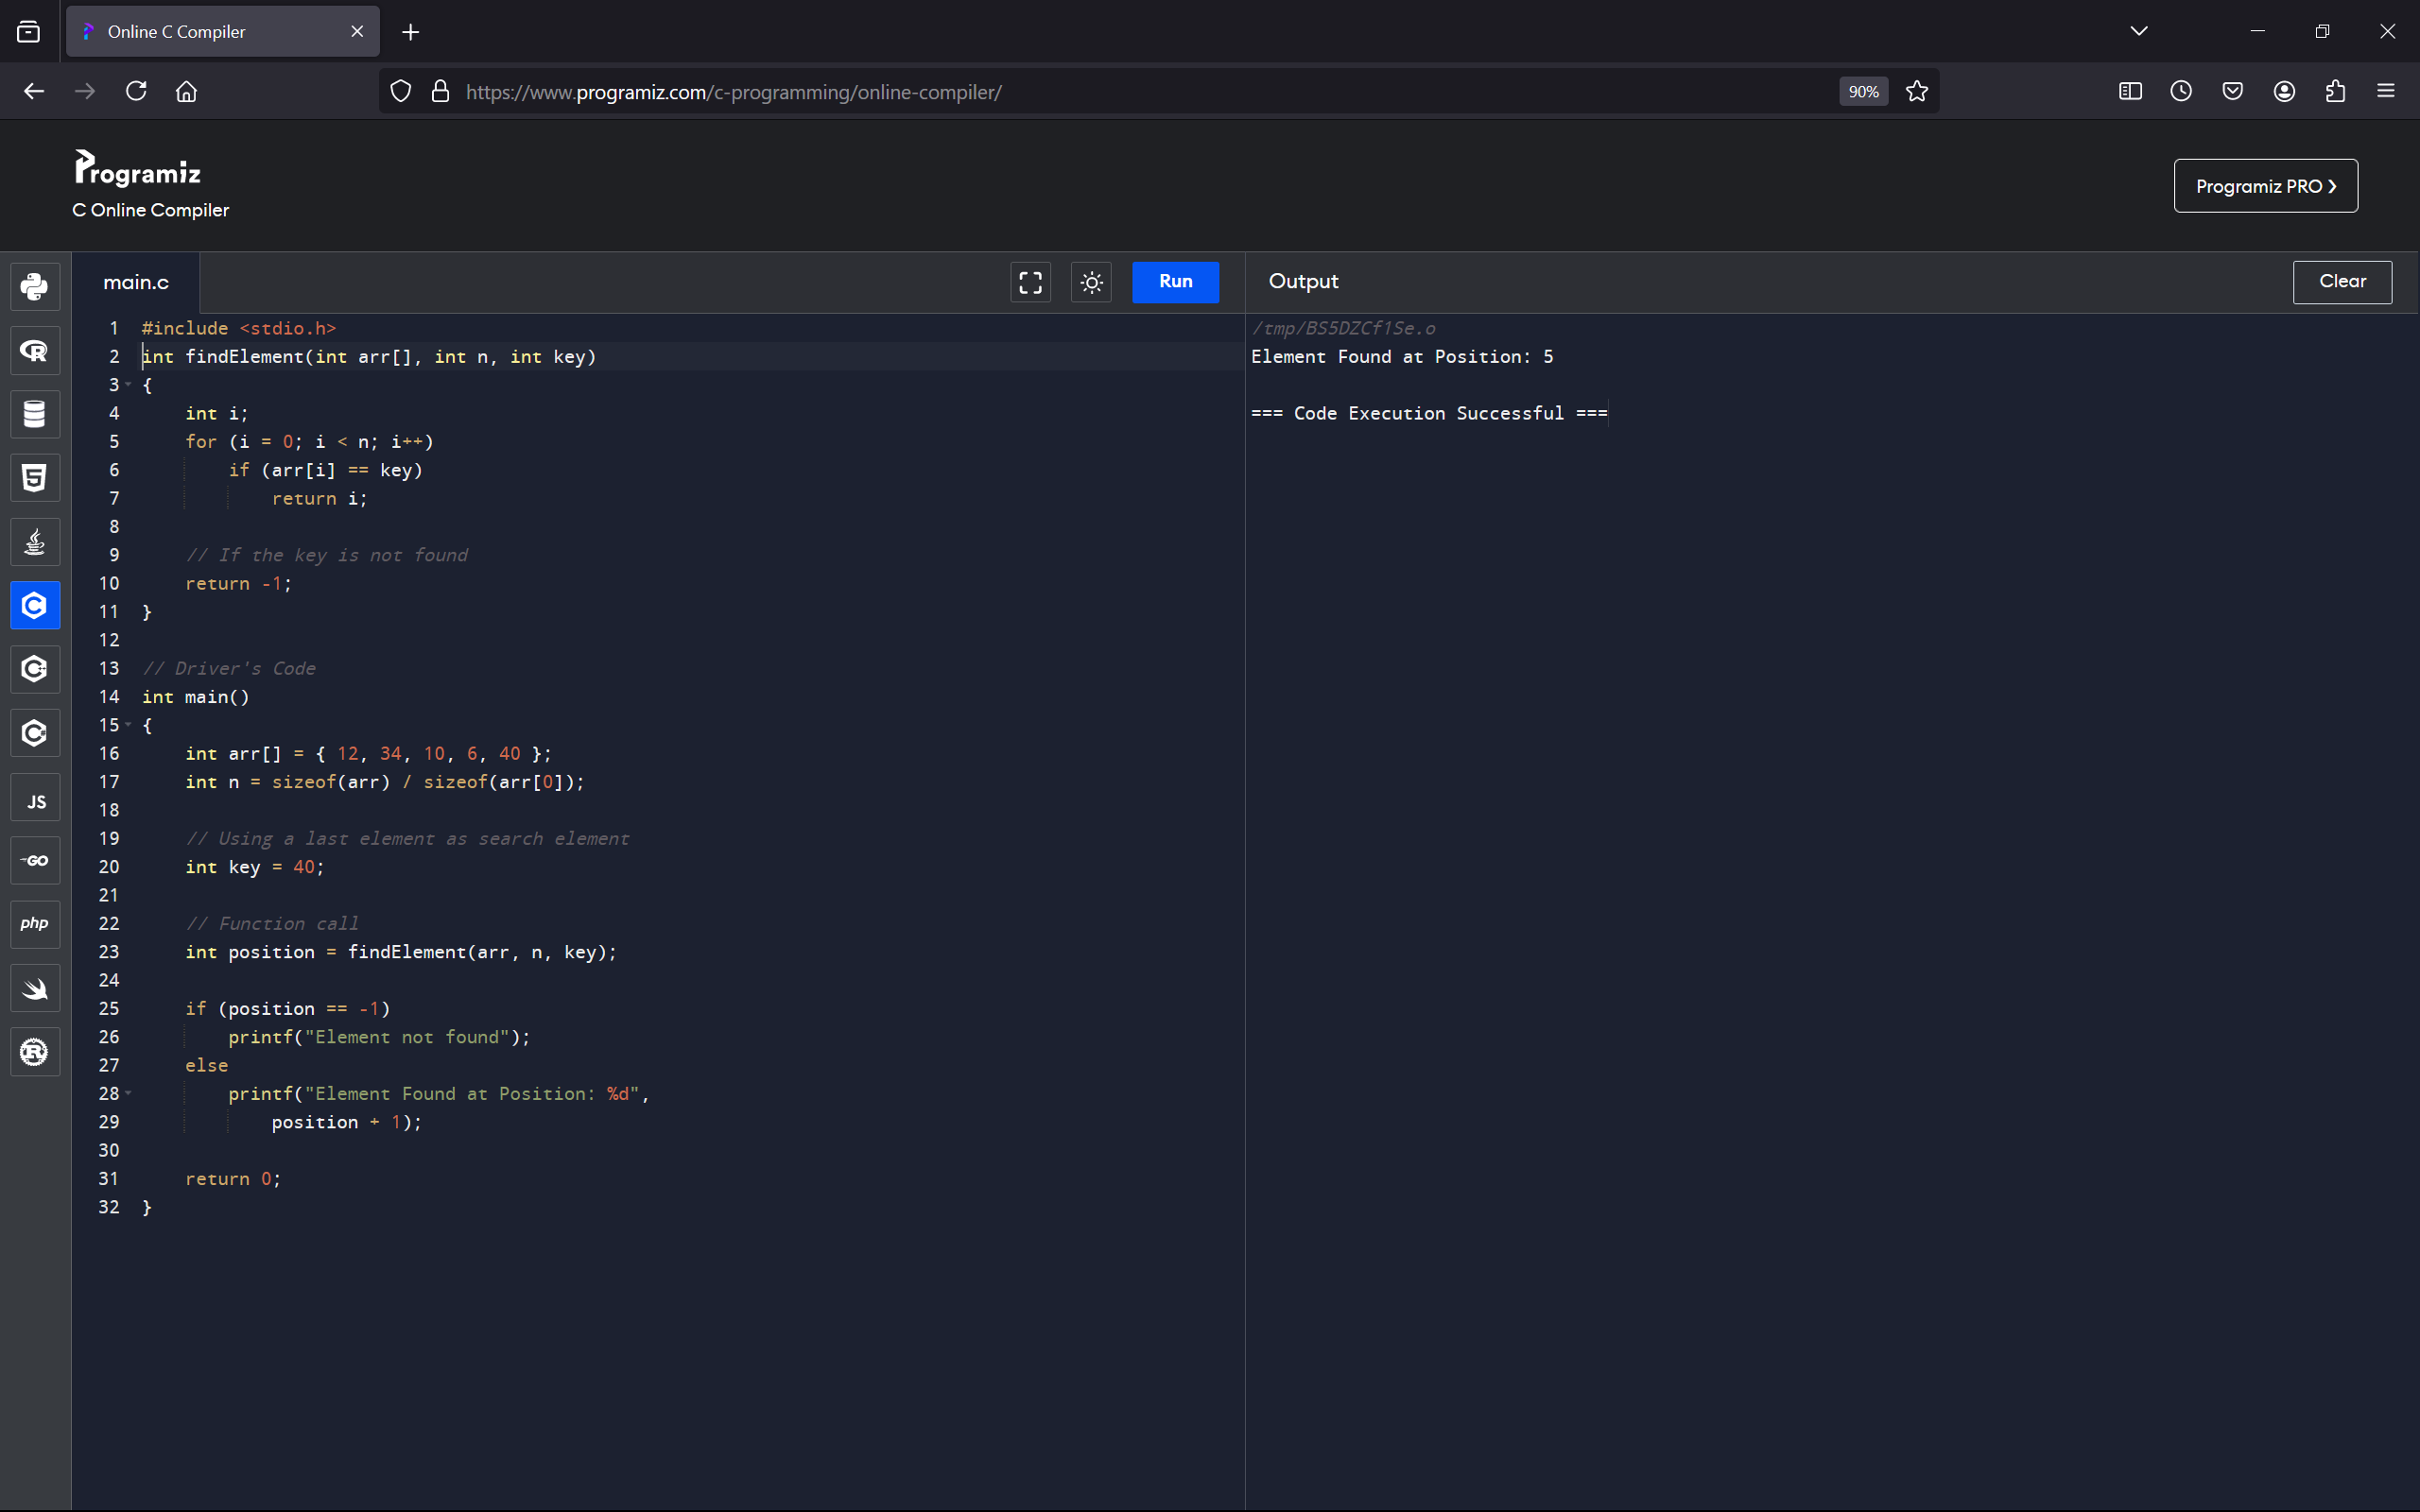 Online C Compiler
https://www.programiz.com/c-programming/online-compiler/
90%
Programiz
C Online Compiler
Programiz PRO ❯
main.c
Run
Output
Clear
1 #include <stdio.h>
2 int findElement(int arr[], int n, int key)
3 {
4     int i;
5     for (i = 0; i < n; i++)
6         if (arr[i] == key)
7             return i;
8
9     // If the key is not found
10     return -1;
11 }
12
13 // Driver's Code
14 int main()
15 {
16     int arr[] = { 12, 34, 10, 6, 40 };
17     int n = sizeof(arr) / sizeof(arr[0]);
18
19     // Using a last element as search element
20     int key = 40;
21
22     // Function call
23     int position = findElement(arr, n, key);
24
25     if (position == -1)
26         printf("Element not found");
27     else
28         printf("Element Found at Position: %d",
29             position + 1);
30
31     return 0;
32 }
/tmp/BS5DZCf1Se.o
Element Found at Position: 5
=== Code Execution Successful ===
R
5
C
C
C
JS
GO
php
R